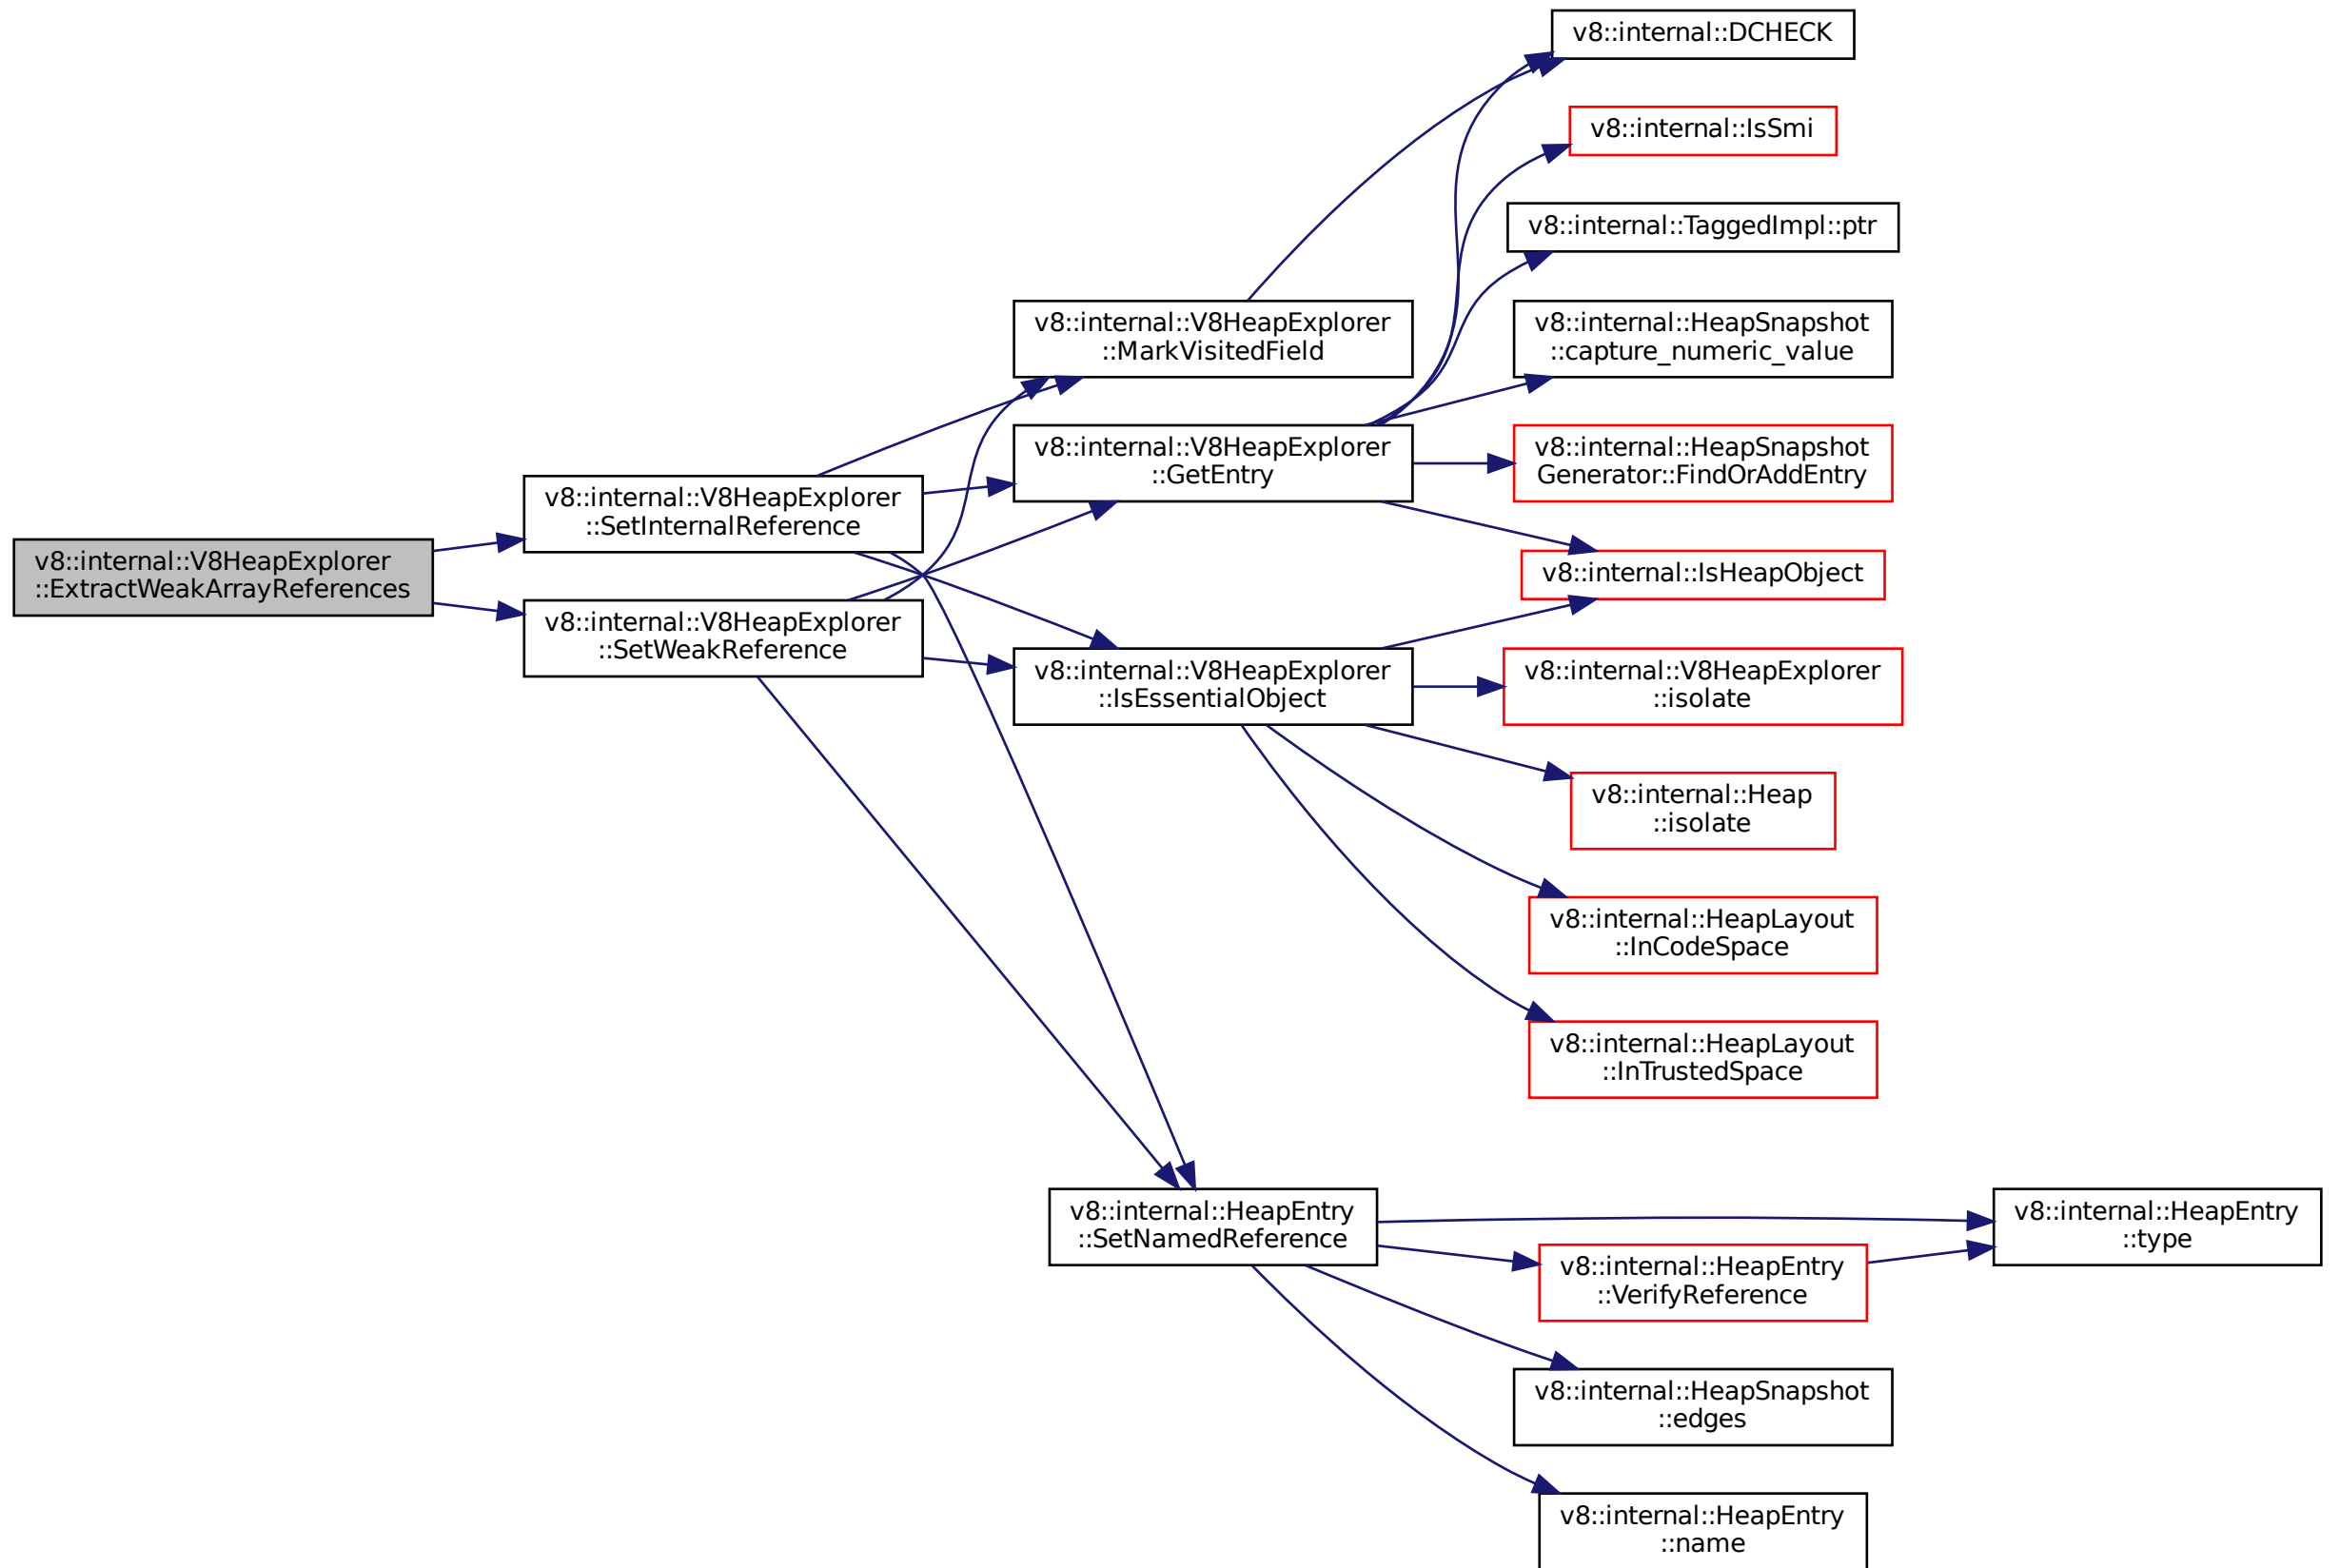 v8::internal::V8HeapExplorer
::ExtractWeakArrayReferences
v8::internal::V8HeapExplorer
::SetInternalReference
v8::internal::V8HeapExplorer
::SetWeakReference
v8::internal::V8HeapExplorer
::MarkVisitedField
v8::internal::V8HeapExplorer
::GetEntry
v8::internal::V8HeapExplorer
::IsEssentialObject
v8::internal::HeapEntry
::SetNamedReference
v8::internal::DCHECK
v8::internal::IsSmi
v8::internal::TaggedImpl::ptr
v8::internal::HeapSnapshot
::capture_numeric_value
v8::internal::HeapSnapshot
Generator::FindOrAddEntry
v8::internal::IsHeapObject
v8::internal::V8HeapExplorer
::isolate
v8::internal::Heap
::isolate
v8::internal::HeapLayout
::InCodeSpace
v8::internal::HeapLayout
::InTrustedSpace
v8::internal::HeapEntry
::VerifyReference
v8::internal::HeapSnapshot
::edges
v8::internal::HeapEntry
::name
v8::internal::HeapEntry
::type